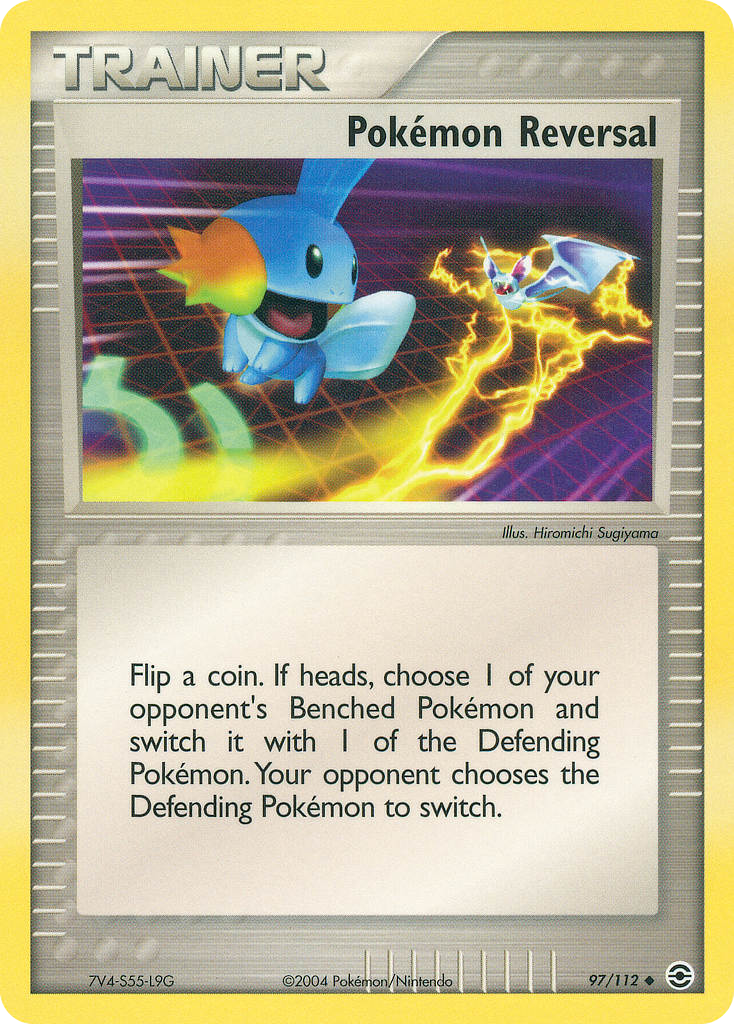 TRAINER
Pokémon Reversal
Illus. Hiromichi Sugiyama
Flip a coin. If heads, choose 1 of your
opponent's Benched Pokémon and
switch it with 1 of the Defending
Pokémon. Your opponent chooses the
Defending Pokémon to switch.
7V4-S55-L9G
©2004 Pokémon/Nintendo
97/112